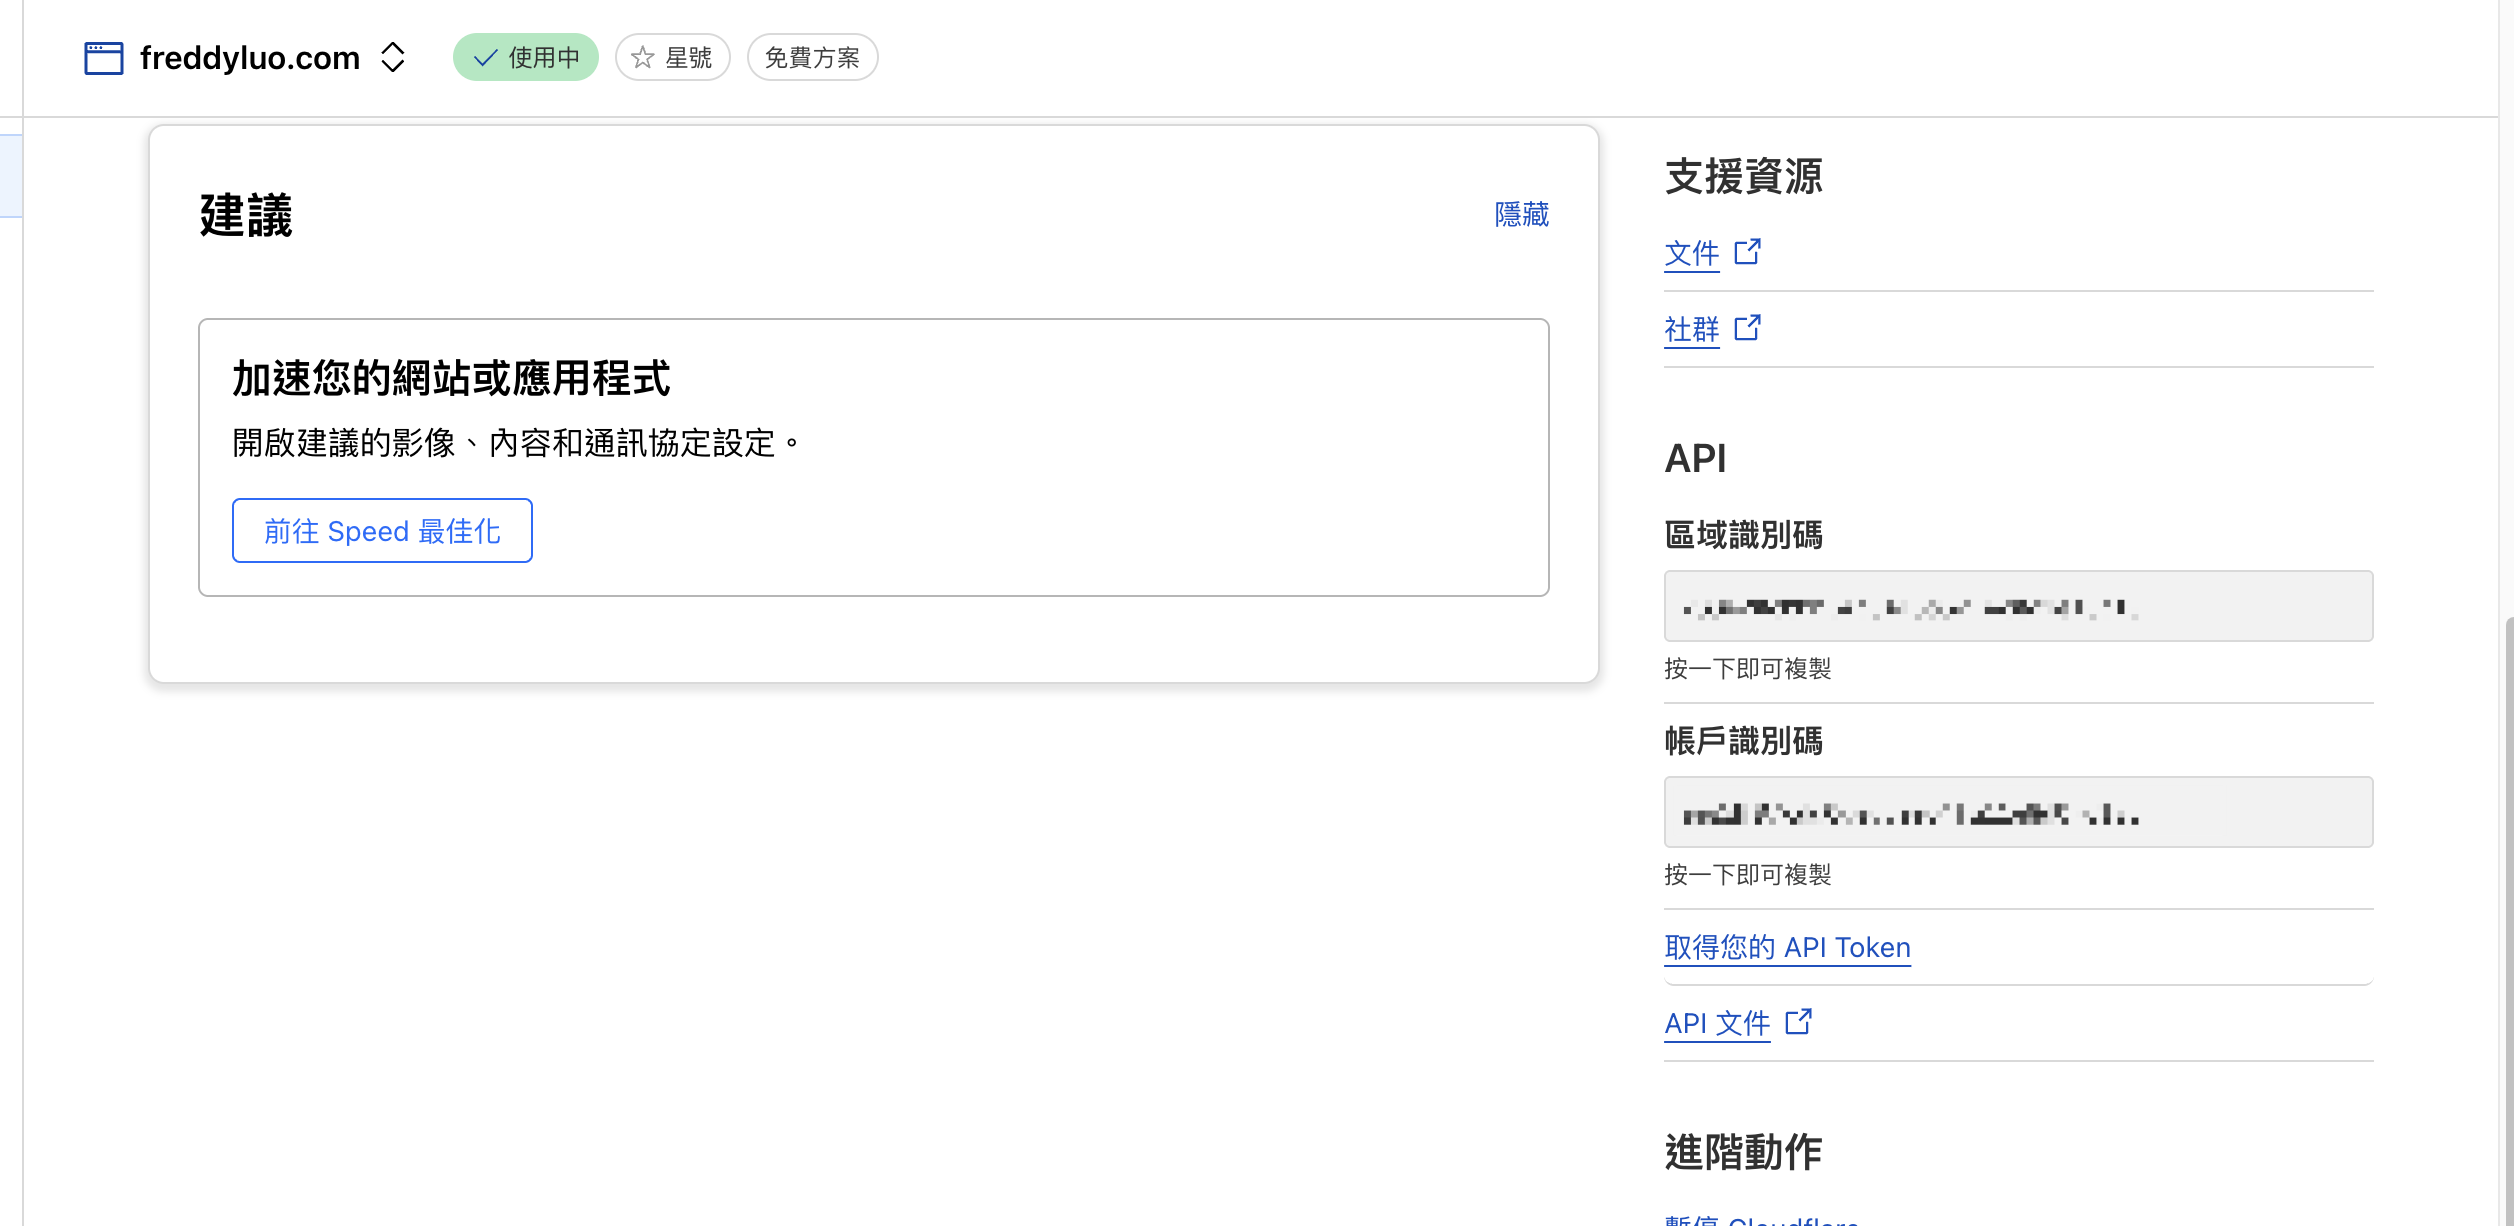 freddyluo.com
使用中
星號
免費方案
建議
隱藏
加速您的網站或應用程式
開啟建議的影像、內容和通訊協定設定。
前往 Speed 最佳化
支援資源
文件
社群
API
區域識別碼
按一下即可複製
帳戶識別碼
按一下即可複製
取得您的 API Token
API 文件
進階動作
暫停 Cloudflare